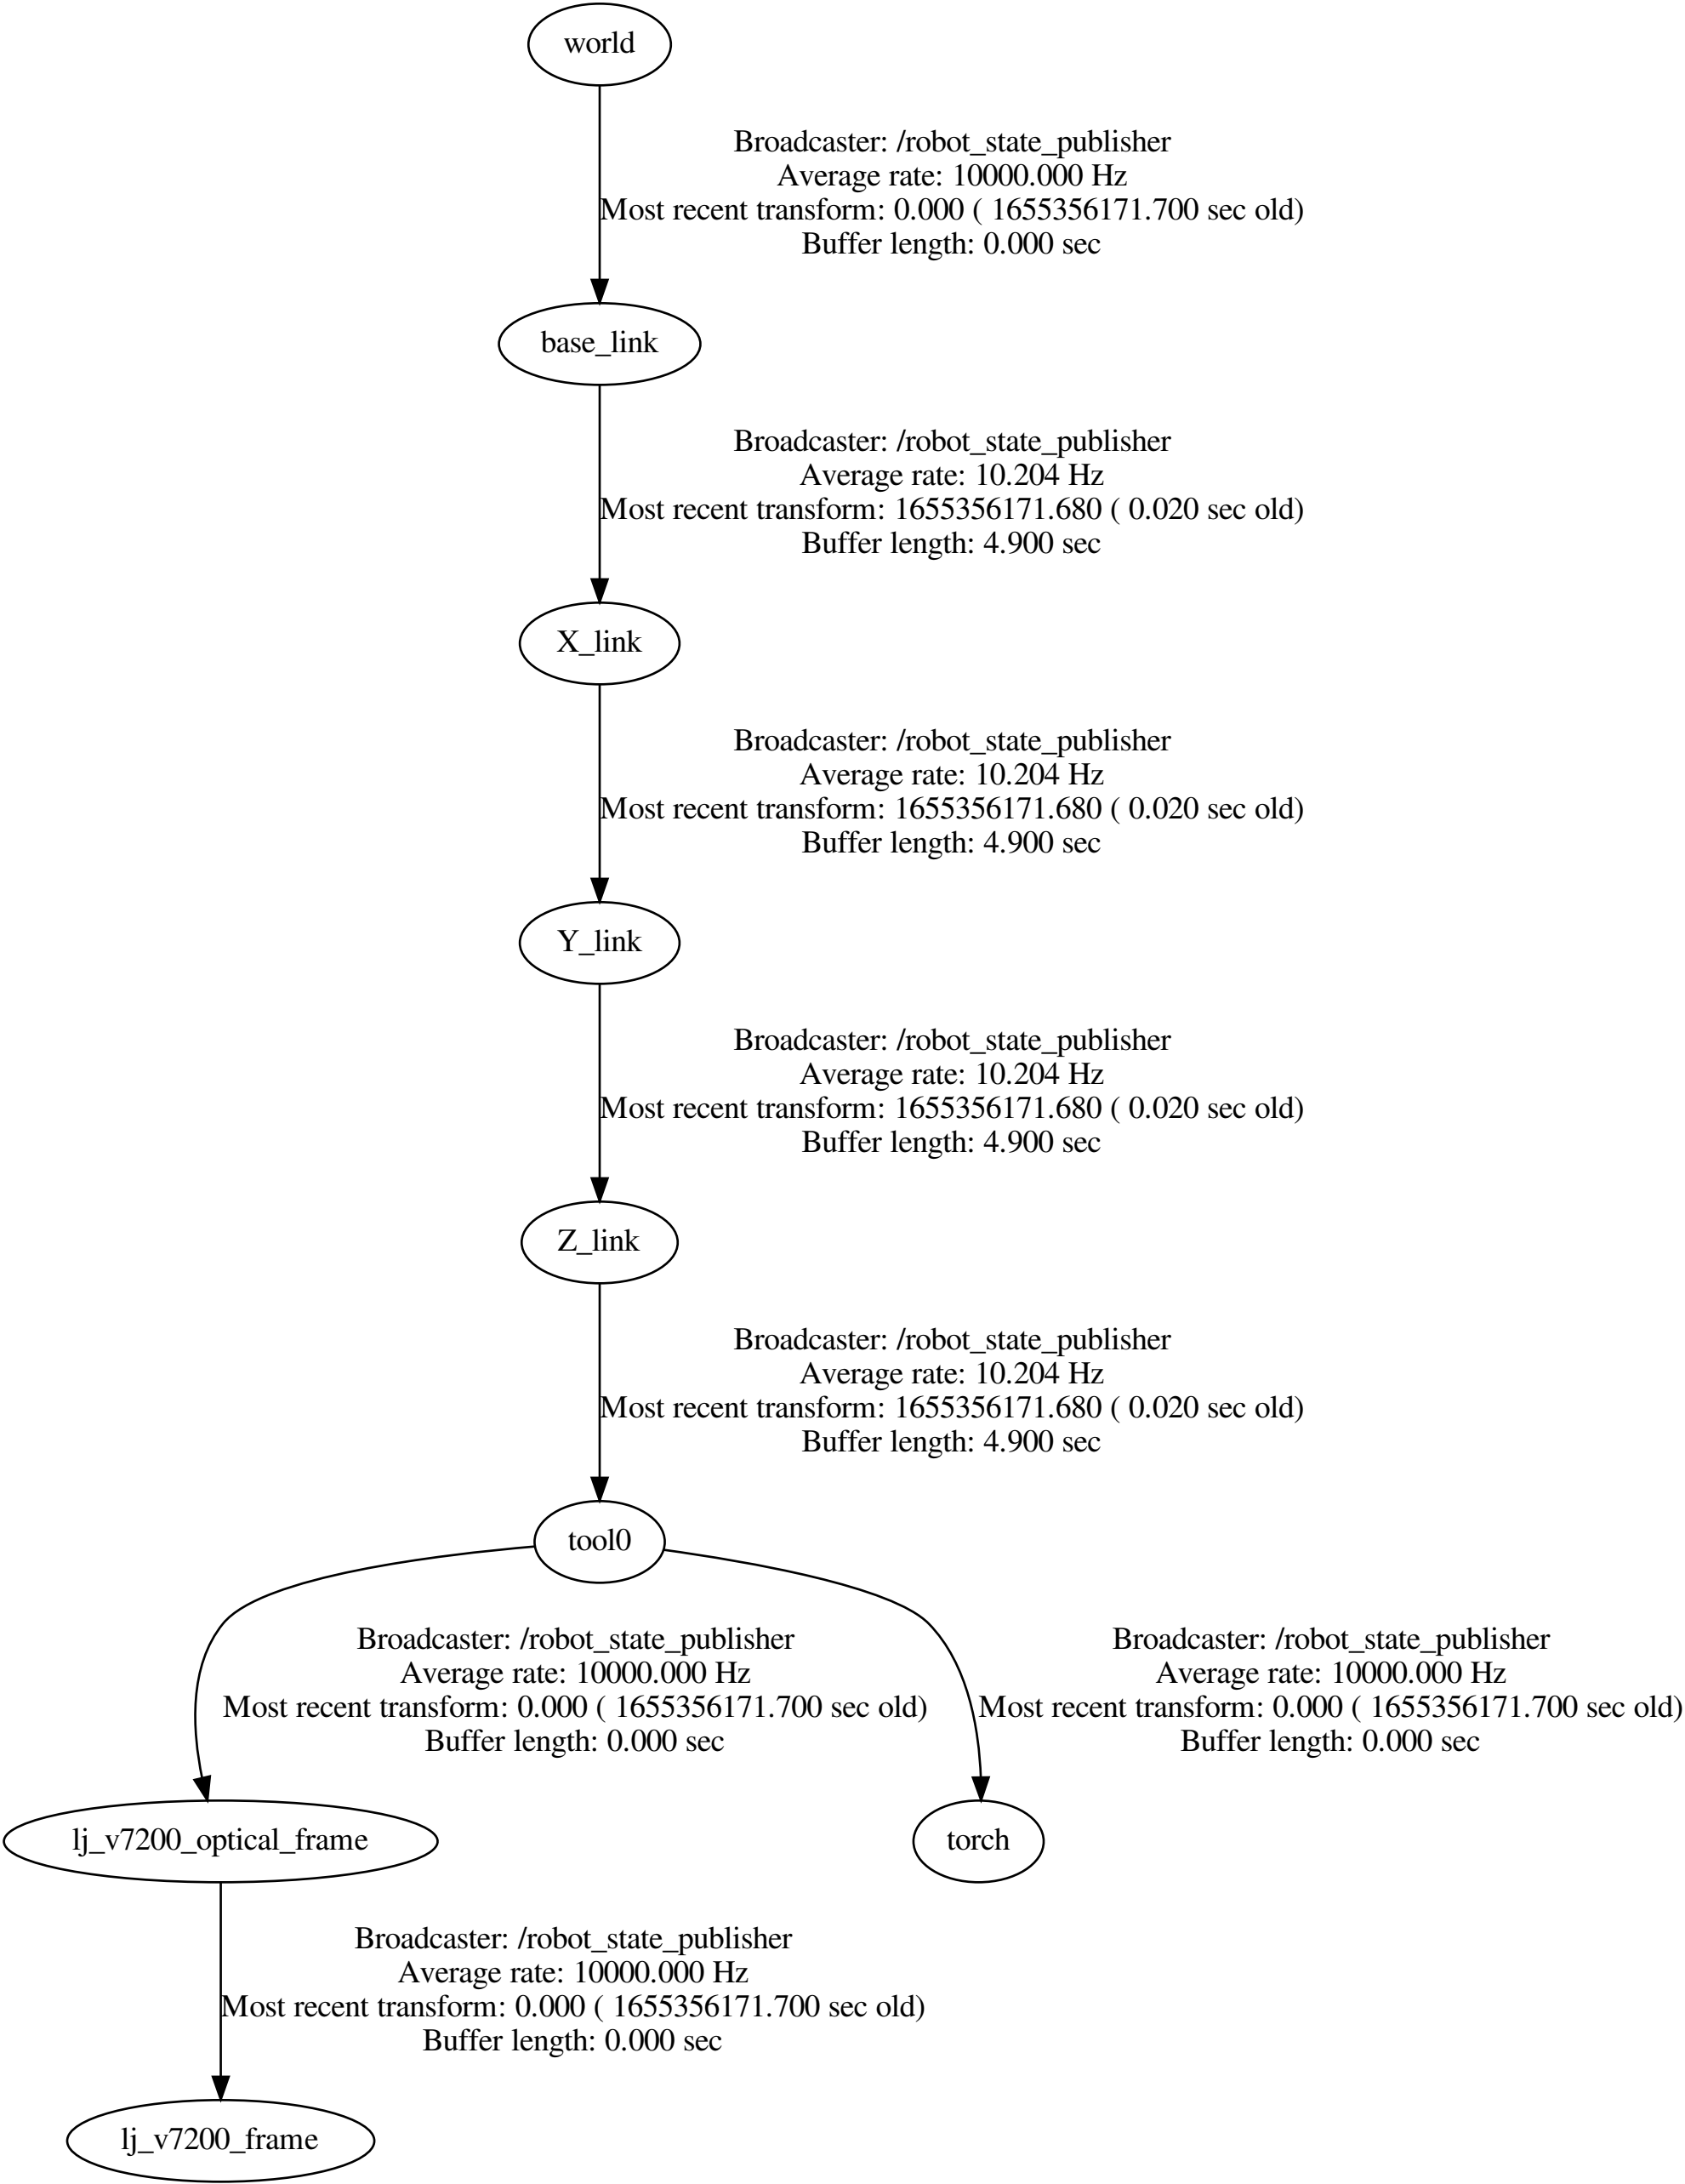 world
Broadcaster: /robot_state_publisher
Average rate: 10000.000 Hz
Most recent transform: 0.000 ( 1655356171.700 sec old)
Buffer length: 0.000 sec
base_link
Broadcaster: /robot_state_publisher
Average rate: 10.204 Hz
Most recent transform: 1655356171.680 ( 0.020 sec old)
Buffer length: 4.900 sec
X_link
Broadcaster: /robot_state_publisher
Average rate: 10.204 Hz
Most recent transform: 1655356171.680 ( 0.020 sec old)
Buffer length: 4.900 sec
Y_link
Broadcaster: /robot_state_publisher
Average rate: 10.204 Hz
Most recent transform: 1655356171.680 ( 0.020 sec old)
Buffer length: 4.900 sec
Z_link
Broadcaster: /robot_state_publisher
Average rate: 10.204 Hz
Most recent transform: 1655356171.680 ( 0.020 sec old)
Buffer length: 4.900 sec
tool0
Broadcaster: /robot_state_publisher
Average rate: 10000.000 Hz
Most recent transform: 0.000 ( 1655356171.700 sec old)
Buffer length: 0.000 sec
Broadcaster: /robot_state_publisher
Average rate: 10000.000 Hz
Most recent transform: 0.000 ( 1655356171.700 sec old)
Buffer length: 0.000 sec
lj_v7200_optical_frame
torch
Broadcaster: /robot_state_publisher
Average rate: 10000.000 Hz
Most recent transform: 0.000 ( 1655356171.700 sec old)
Buffer length: 0.000 sec
lj_v7200_frame